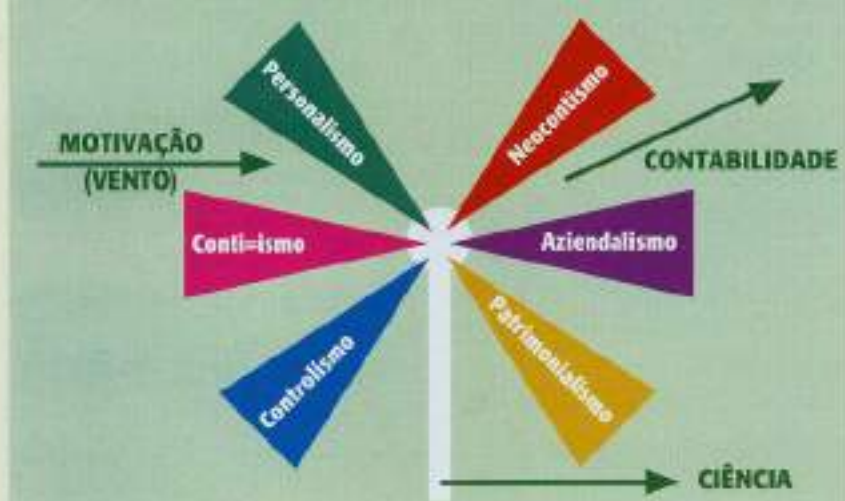 Personalismo
Neocontismo
MOTIVAÇÃO
(VENTO)
CONTABILIDADE
Conti=ismo
Aziendalismo
Controlismo
Patrimonialismo
CIÊNCIA